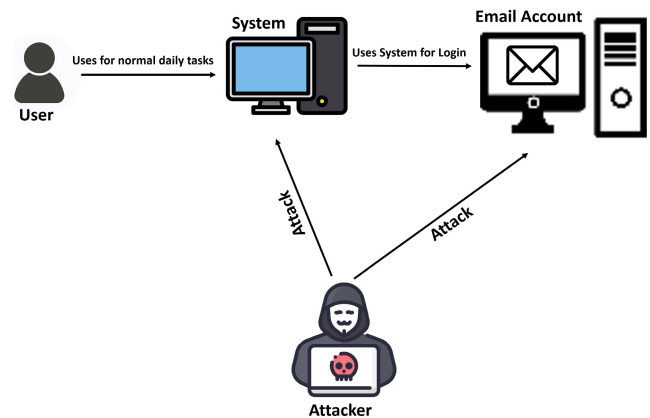 System
Email Account
Uses for normal daily tasks
Uses System for Login
User
Attack
Attack
Attacker